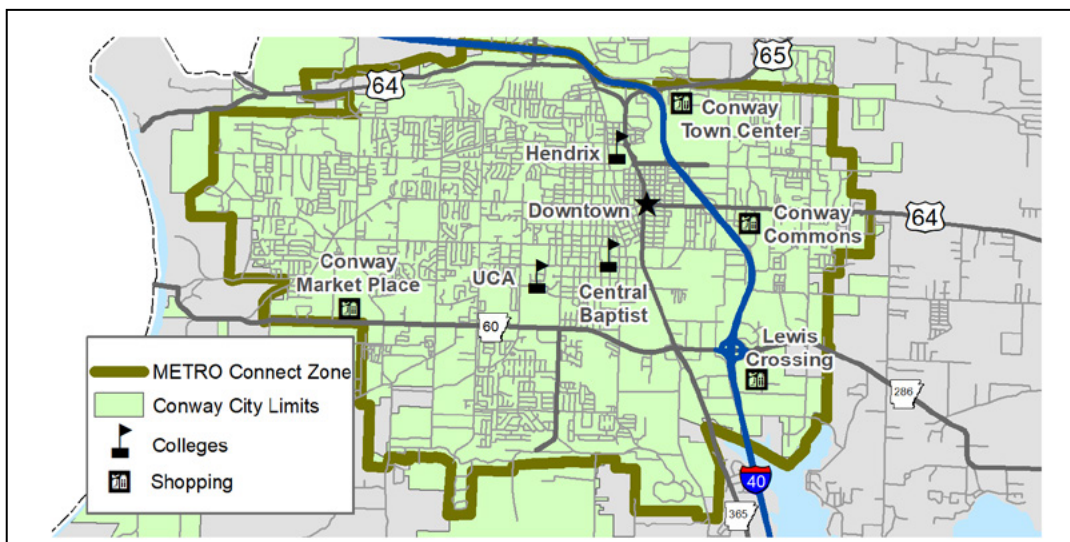 65
64
Conway
Town Center
Hendrix
Downtown
64
Conway
Commons
Conway
Market Place
UCA
Central
Baptist
60
Lewis
Crossing
286
METRO Connect Zone
Conway City Limits
Colleges
Shopping
40
365